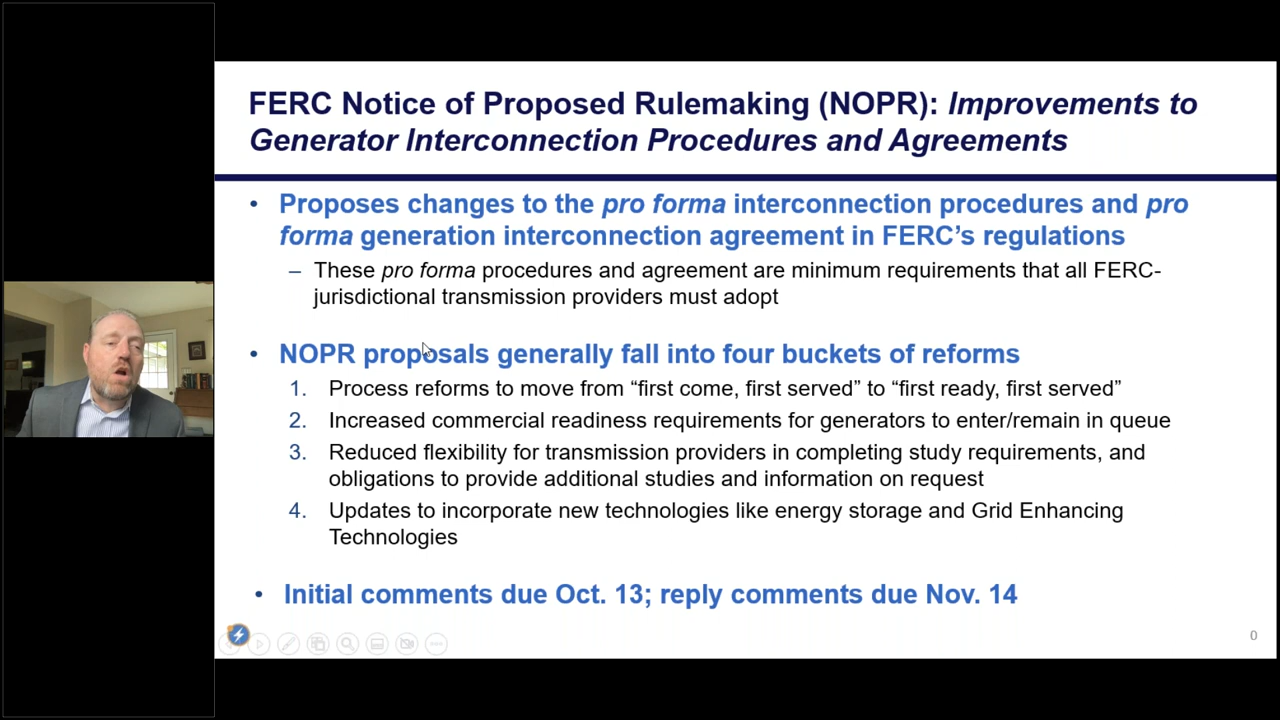 FERC Notice of Proposed Rulemaking (NOPR): Improvements to
Generator Interconnection Procedures and Agreements
• Proposes changes to the pro forma interconnection procedures and pro
forma generation interconnection agreement in FERC’s regulations
– These pro forma procedures and agreement are minimum requirements that all FERC-
jurisdictional transmission providers must adopt
• NOPR proposals generally fall into four buckets of reforms
1. Process reforms to move from “first come, first served” to “first ready, first served”
2. Increased commercial readiness requirements for generators to enter/remain in queue
3. Reduced flexibility for transmission providers in completing study requirements, and
obligations to provide additional studies and information on request
4. Updates to incorporate new technologies like energy storage and Grid Enhancing
Technologies
• Initial comments due Oct. 13; reply comments due Nov. 14
0